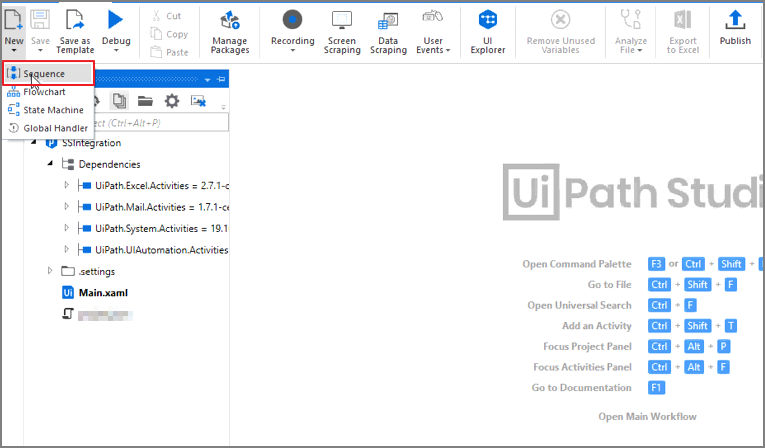 New
Save
Save as Template
Debug
Cut
Copy
Paste
Manage Packages
Recording
Screen Scraping
Data Scraping
User Events
UI Explorer
Remove Unused Variables
Analyze File
Export to Excel
Publish
Sequence
Flowchart
State Machine
Global Handler
(Ctrl+Alt+P)
SSIntegration
Dependencies
UiPath.Excel.Activities = 2.7.1-
UiPath.Mail.Activities = 1.7.1-
UiPath.System.Activities = 19.1
UiPath.UIAutomation.Activities
.settings
Ui Main.xaml
Ui Path Studi
Open Command Palette F3 or Ctrl + Shift +
Go to File Ctrl + Shift + F
Open Universal Search Ctrl + F
Add an Activity Ctrl + Shift + T
Focus Project Panel Ctrl + Alt + P
Focus Activities Panel Ctrl + Alt + F
Go to Documentation F1
Open Main Workflow